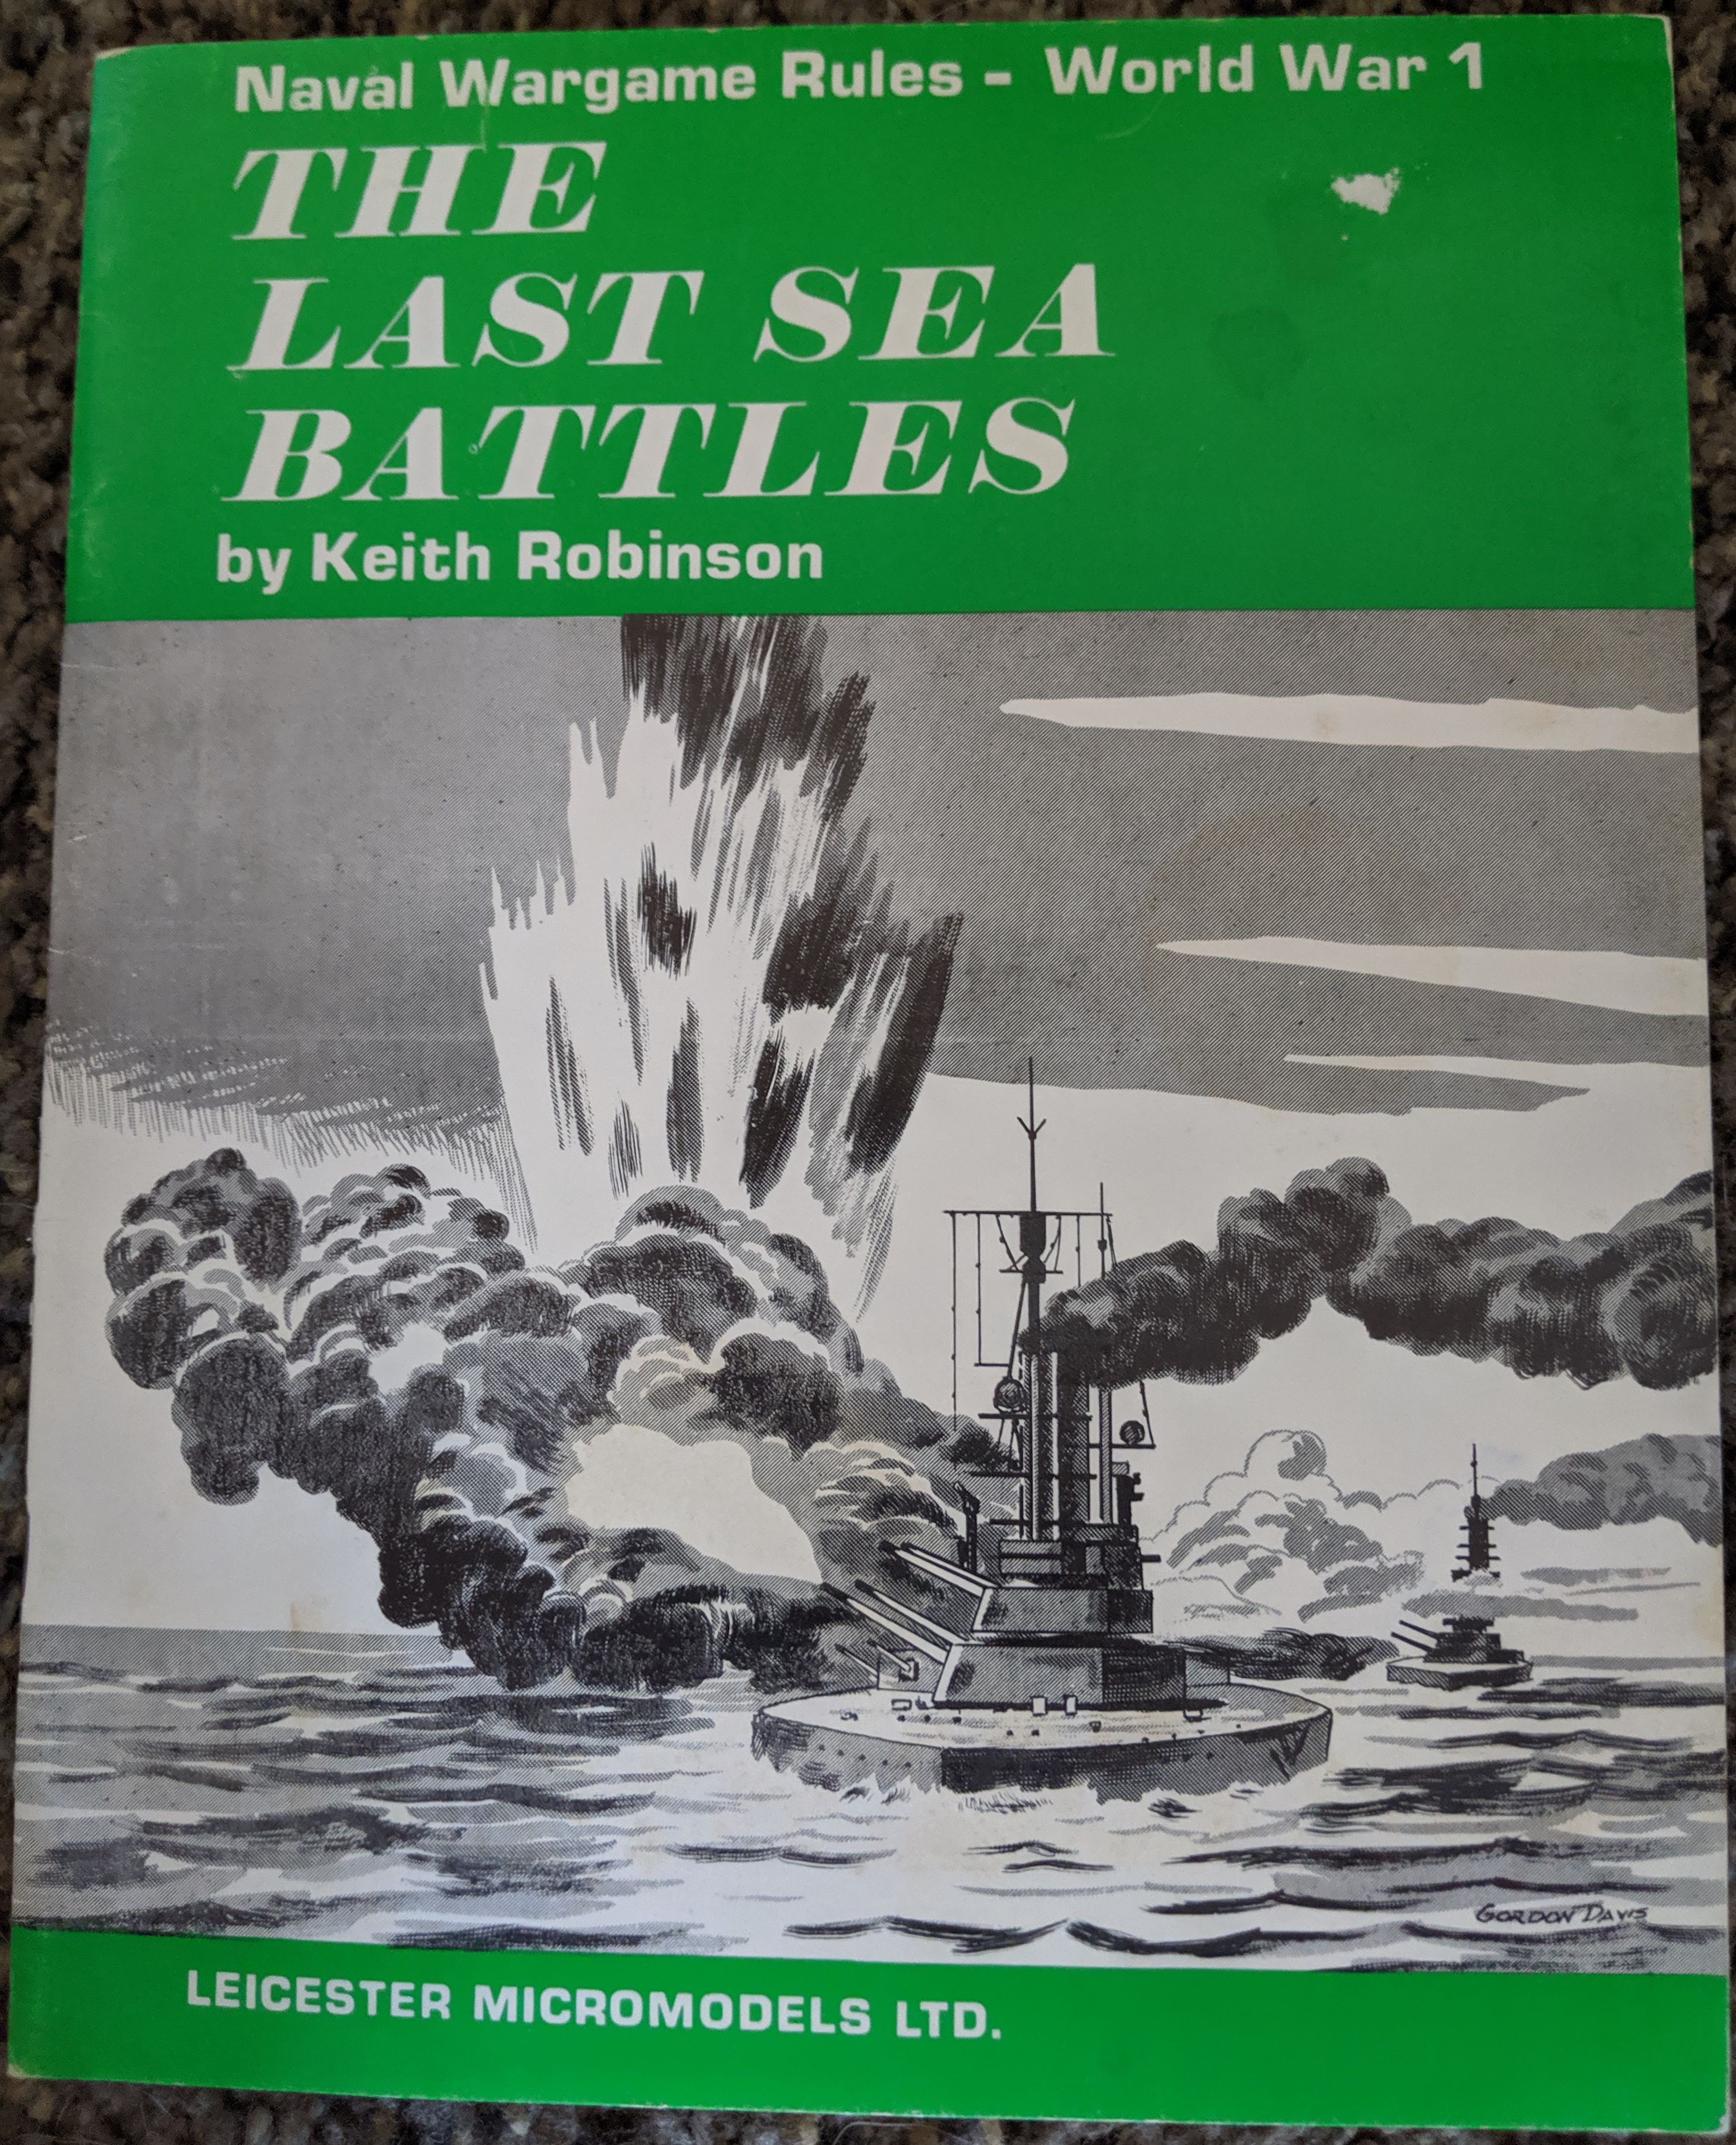 Naval Wargame Rules - World War 1
THE
LAST SEA
BATTLES
by Keith Robinson
GORDON DAVIS
LEICESTER MICROMODELS LTD.